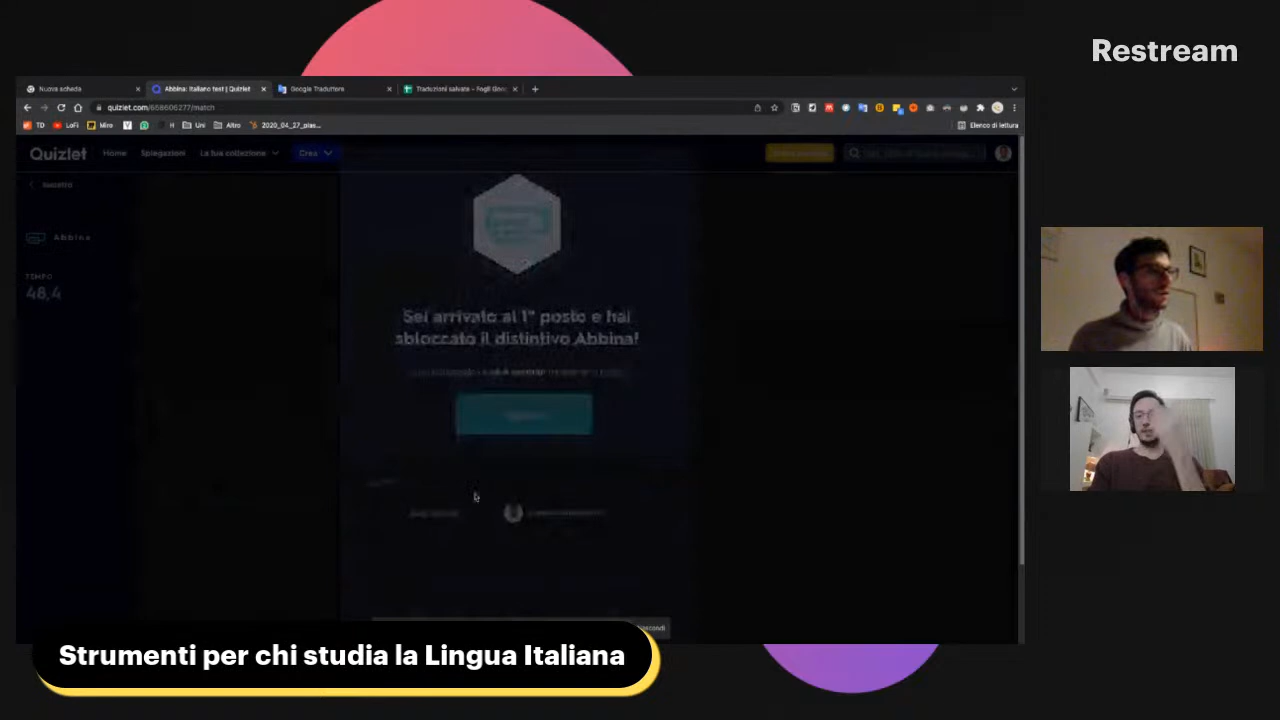 Restream
Nuova scheda
Abbina: Italiano test | Quizlet
Google Traduttore
Traduzioni salvate - Fogli Goo
quizlet.com/658606277/match
TD
LoFi
Miro
H
Uni
Altro
2020_04_27_pias...
Elenco di lettura
Quizlet
Home
Spiegazioni
La tua collezione
Crea
Abbina
TEMPO
48,4
Sei arrivato al 1° posto e hai
sbloccato il distintivo Abbina!
Strumenti per chi studia la Lingua Italiana